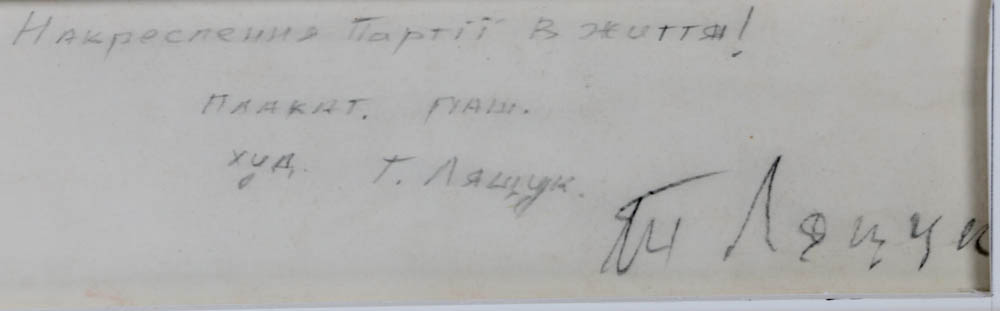 Накреслення Партії в життя!
плакат. гуаш.
худ. Т. Лящук.
Т Лящук